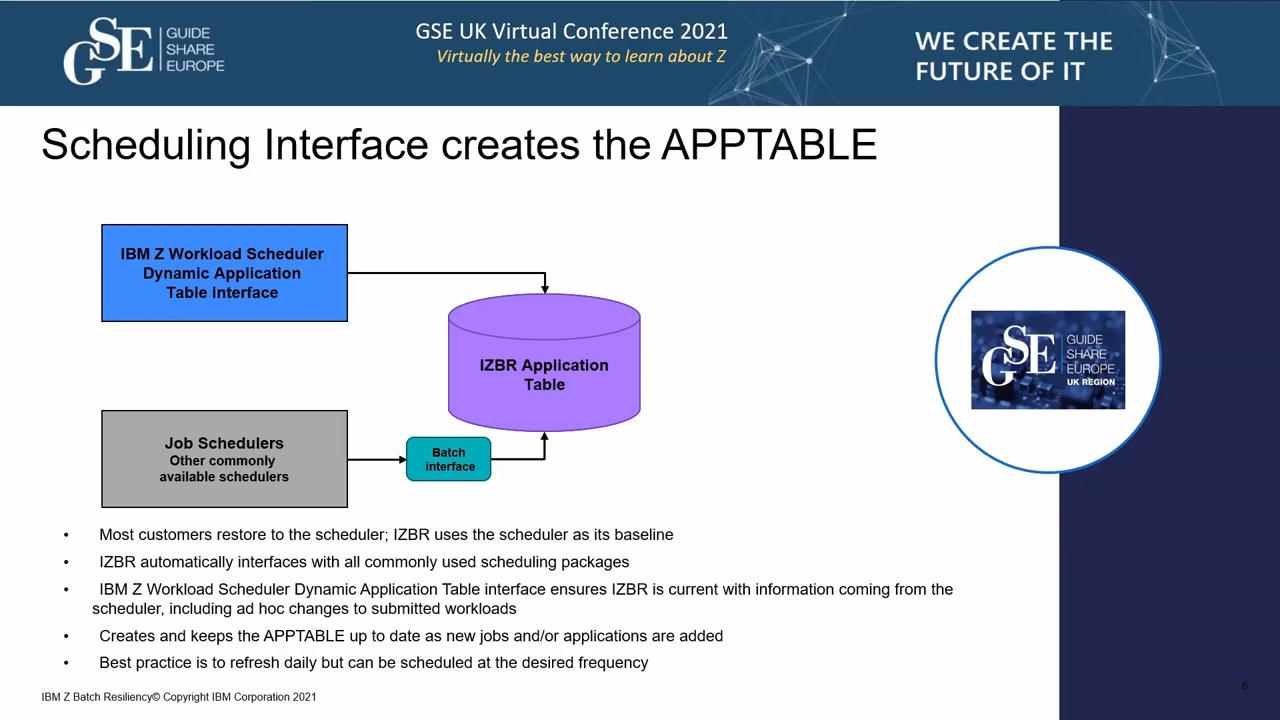 GSE
GUIDE
SHARE
EUROPE
GSE UK Virtual Conference 2021
Virtually the best way to learn about Z
WE CREATE THE
FUTURE OF IT
Scheduling Interface creates the APPTABLE
IBM Z Workload Scheduler
Dynamic Application
Table interface
IZBR Application
Table
Job Schedulers
Other commonly
available schedulers
Batch
interface
GSE
GUIDE
SHARE
EUROPE
UK REGION
• Most customers restore to the scheduler; IZBR uses the scheduler as its baseline
• IZBR automatically interfaces with all commonly used scheduling packages
• IBM Z Workload Scheduler Dynamic Application Table interface ensures IZBR is current with information coming from the
scheduler, including ad hoc changes to submitted workloads
• Creates and keeps the APPTABLE up to date as new jobs and/or applications are added
• Best practice is to refresh daily but can be scheduled at the desired frequency
IBM Z Batch Resiliency© Copyright IBM Corporation 2021
6